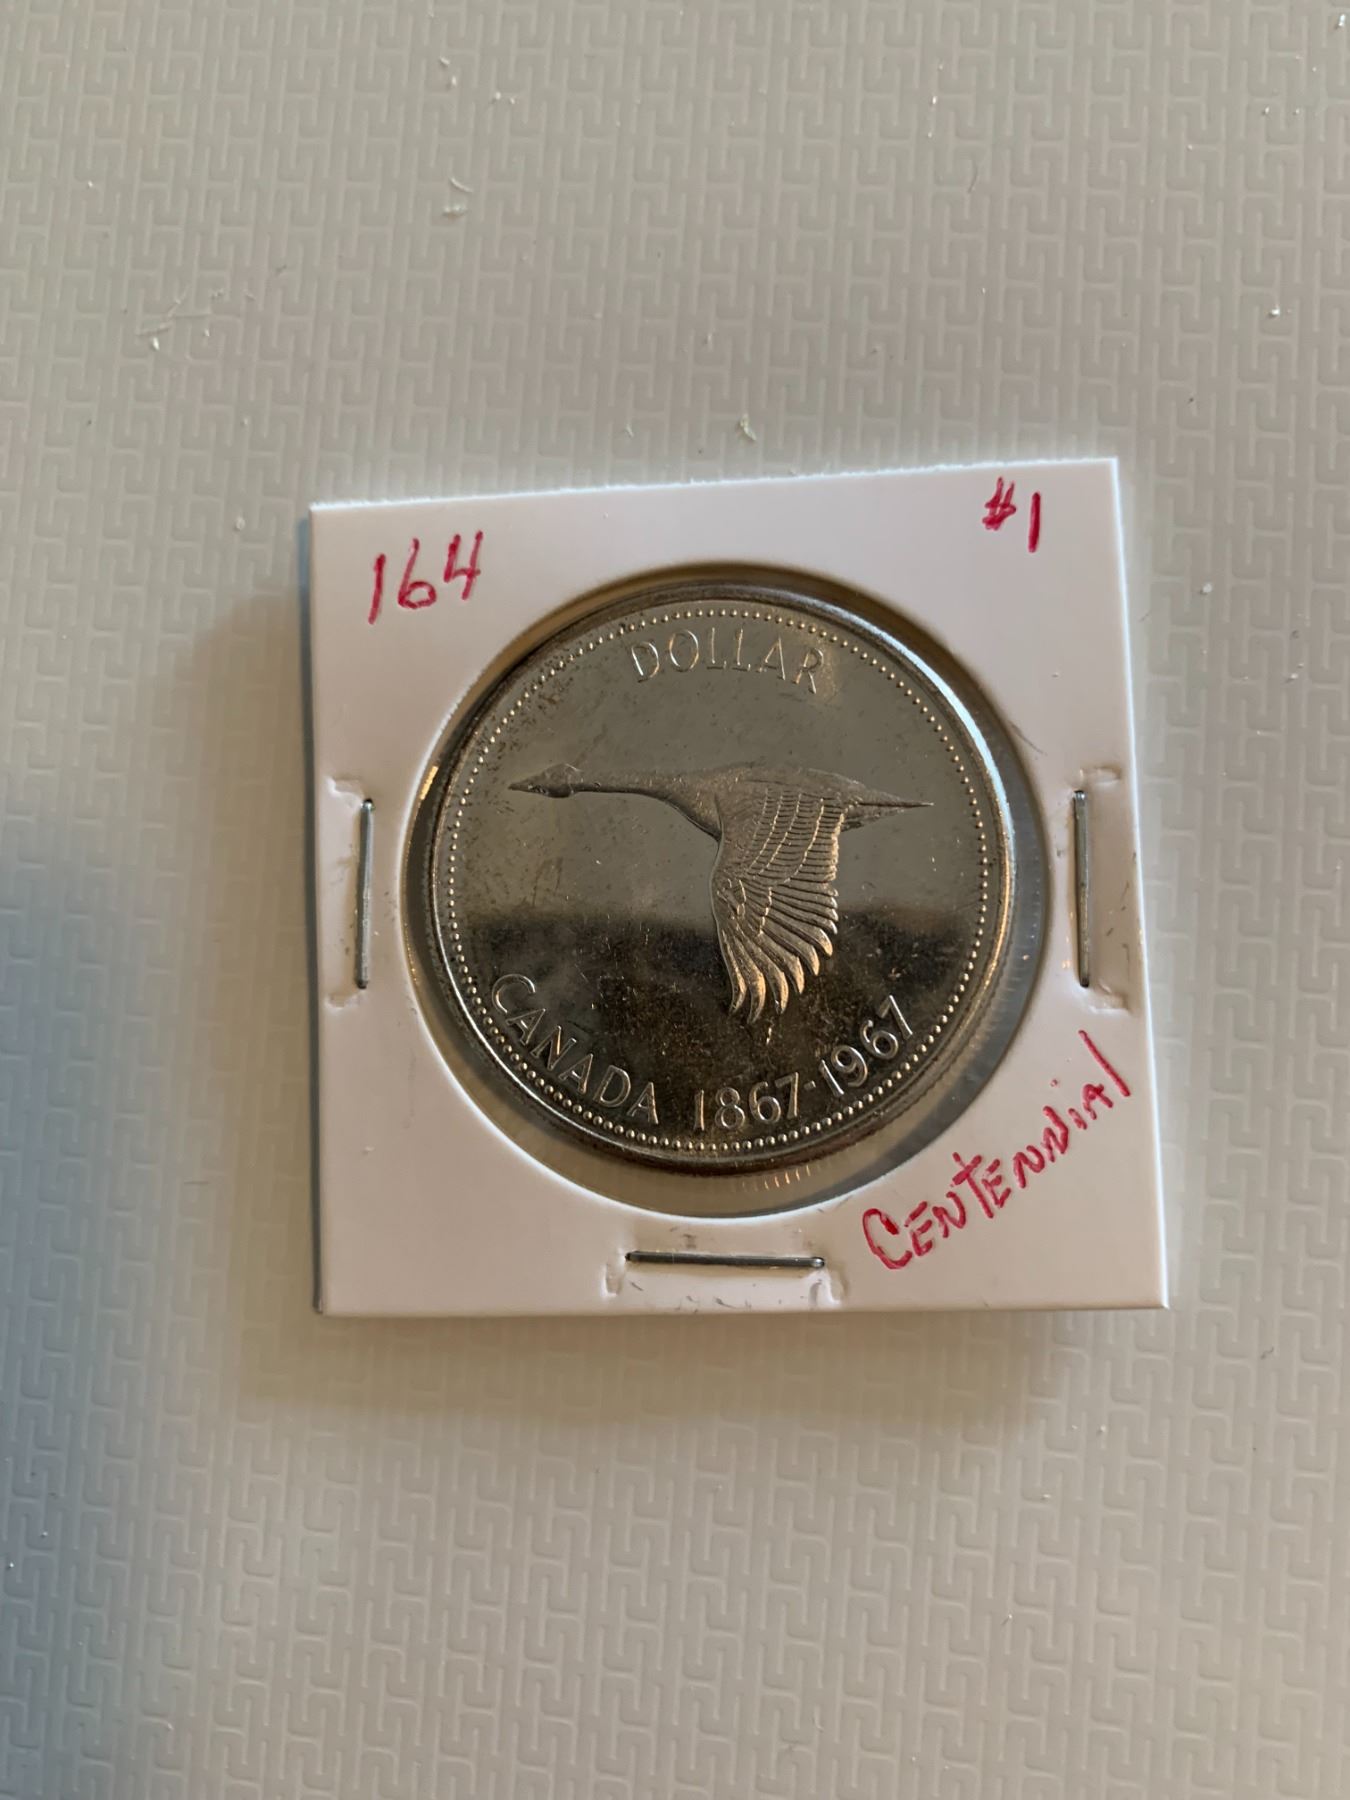 164
#1
DOLLAR
CANADA 1867-1967
CENTENNIAL